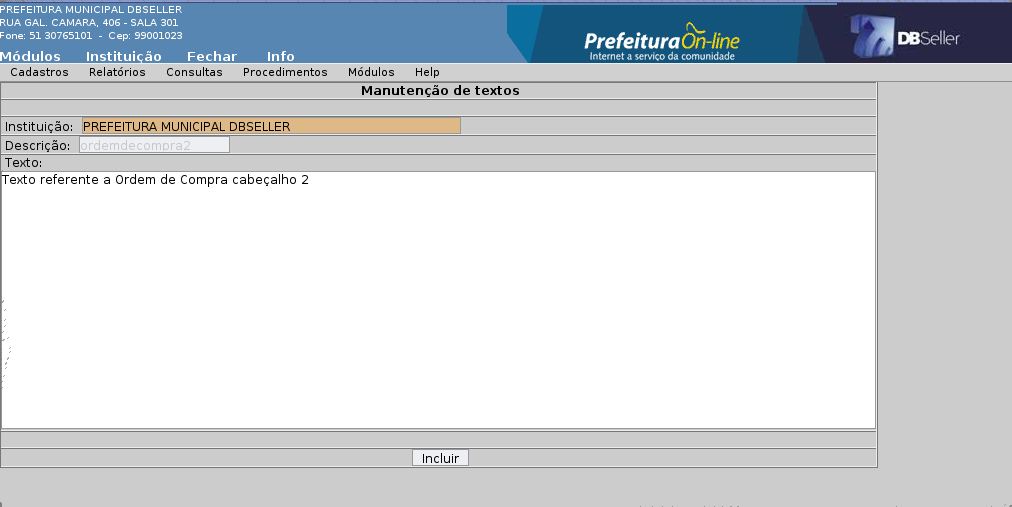 PREFEITURA MUNICIPAL DBSELLER
RUA GAL. CAMARA, 406 - SALA 301
Fone: 51 30765101 - Cep: 99001023
Módulos Instituição Fechar Info
PrefeituraOn-line
Internet a serviço da comunidade
DBSeller
Cadastros Relatórios Consultas Procedimentos Módulos Help
Manutenção de textos
Instituição: PREFEITURA MUNICIPAL DBSELLER
Descrição: ordemdecompra2
Texto:
Texto referente a Ordem de Compra cabeçalho 2
Incluir